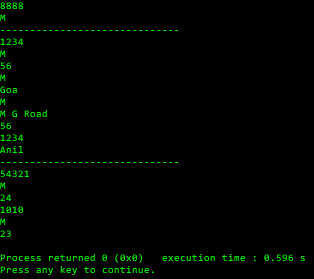 8888
M
------------------------------
1234
M
56
M
Goa
M
M G Road
56
1234
Anil
------------------------------
54321
M
24
1010
M
23
Process returned 0 (0x0)   execution time : 0.596 s
Press any key to continue.